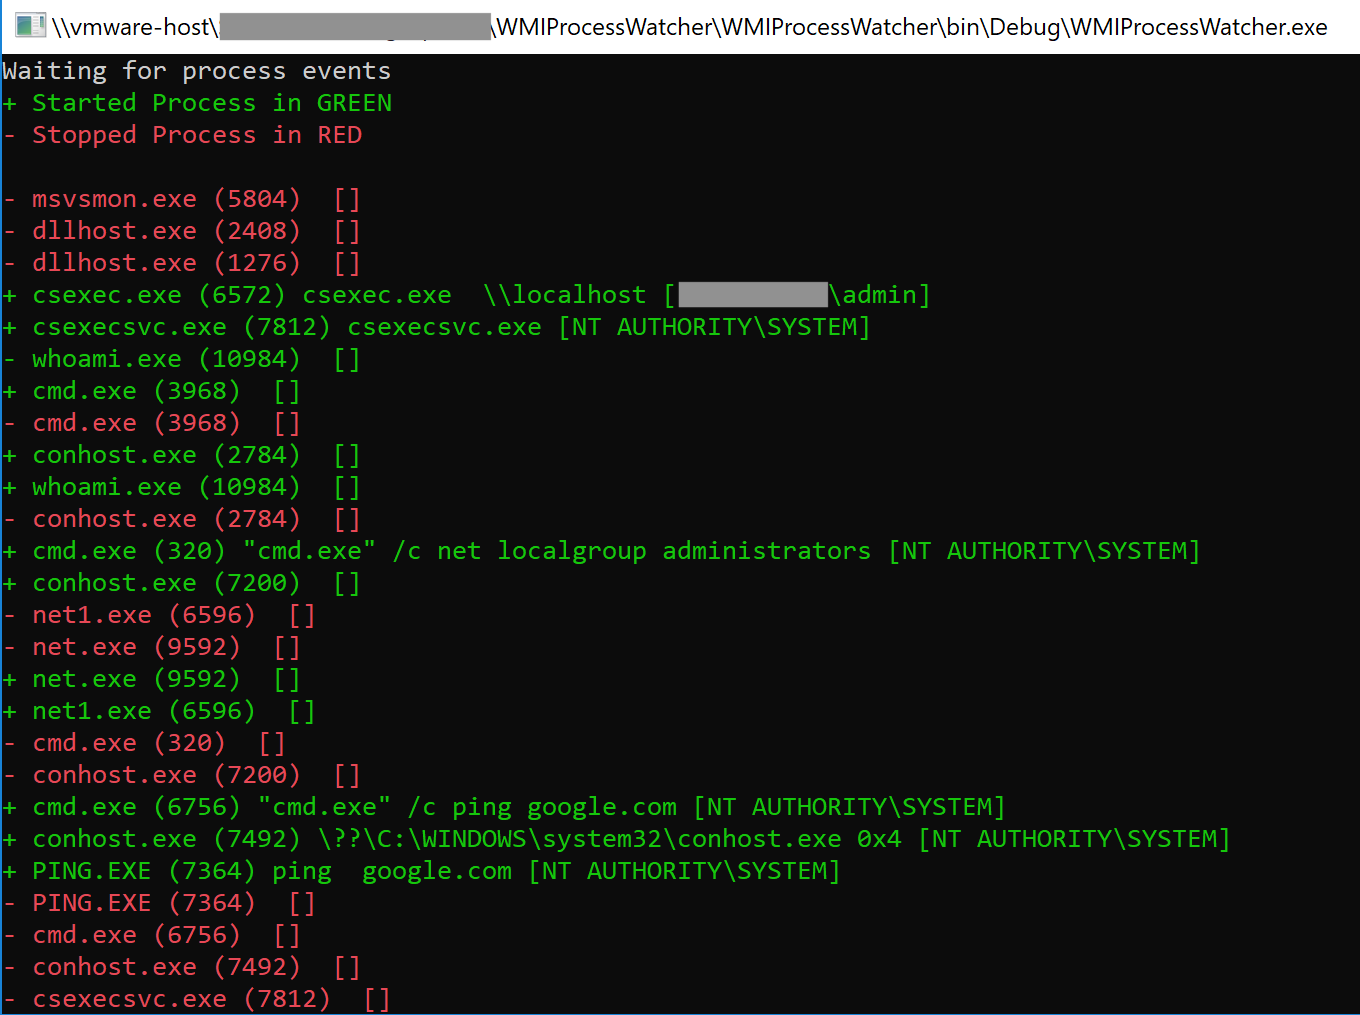 \\vmware-host\ \WMIProcessWatcher\WMIProcessWatcher\bin\Debug\WMIProcessWatcher.exe
Waiting for process events
+ Started Process in GREEN
- Stopped Process in RED
- msvsmon.exe (5804)  []
- dllhost.exe (2408)  []
- dllhost.exe (1276)  []
+ csexec.exe (6572) csexec.exe  \\localhost [ \admin]
+ csexecsvc.exe (7812) csexecsvc.exe [NT AUTHORITY\SYSTEM]
- whoami.exe (10984)  []
+ cmd.exe (3968)  []
- cmd.exe (3968)  []
+ conhost.exe (2784)  []
+ whoami.exe (10984)  []
- conhost.exe (2784)  []
+ cmd.exe (320) "cmd.exe" /c net localgroup administrators [NT AUTHORITY\SYSTEM]
+ conhost.exe (7200)  []
- net1.exe (6596)  []
- net.exe (9592)  []
+ net.exe (9592)  []
+ net1.exe (6596)  []
- cmd.exe (320)  []
- conhost.exe (7200)  []
+ cmd.exe (6756) "cmd.exe" /c ping google.com [NT AUTHORITY\SYSTEM]
+ conhost.exe (7492) \??\C:\WINDOWS\system32\conhost.exe 0x4 [NT AUTHORITY\SYSTEM]
+ PING.EXE (7364) ping  google.com [NT AUTHORITY\SYSTEM]
- PING.EXE (7364)  []
- cmd.exe (6756)  []
- conhost.exe (7492)  []
- csexecsvc.exe (7812)  []